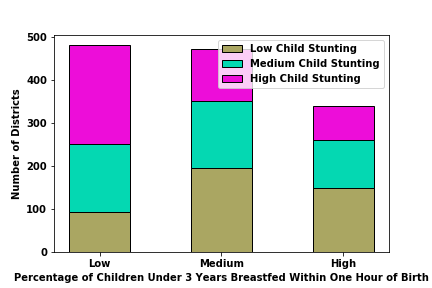 500
400
300
200
100
0
Number of Districts
Low Child Stunting
Medium Child Stunting
High Child Stunting
Low
Medium
High
Percentage of Children Under 3 Years Breastfed Within One Hour of Birth